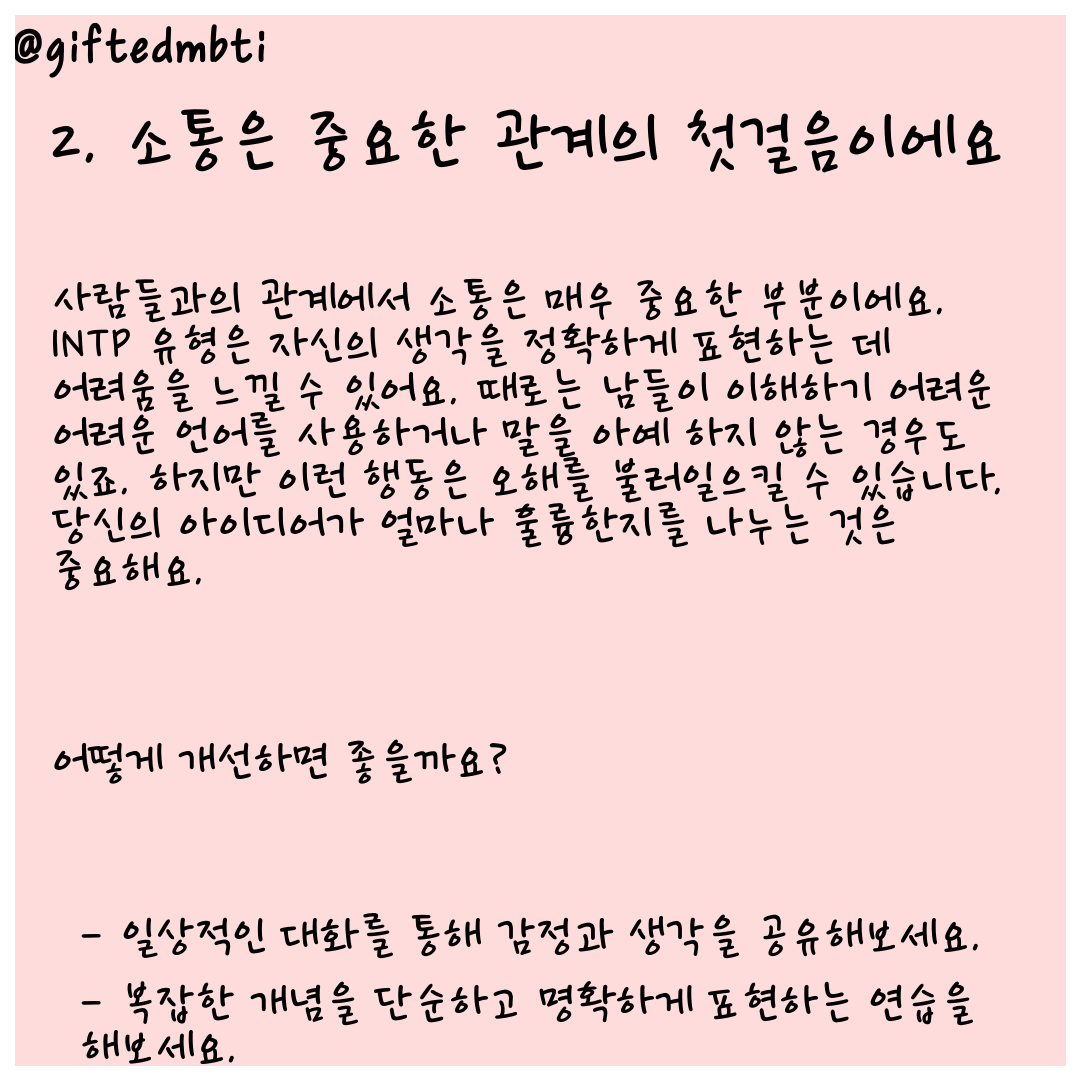 @giftedmbti
2. 소통은 중요한 관계의 첫걸음이에요
사람들과의 관계에서 소통은 매우 중요한 부분이에요.
INTP 유형은 자신의 생각을 정확하게 표현하는 데
어려움을 느낄 수 있어요. 때로는 남들이 이해하기 어려운
어려운 언어를 사용하거나 말을 아예 하지 않는 경우도
있죠. 하지만 이런 행동은 오해를 불러일으킬 수 있습니다.
당신의 아이디어가 얼마나 훌륭한지를 나누는 것은
중요해요.
어떻게 개선하면 좋을까요?
- 일상적인 대화를 통해 감정과 생각을 공유해보세요.
- 복잡한 개념을 단순하고 명확하게 표현하는 연습을
해보세요.